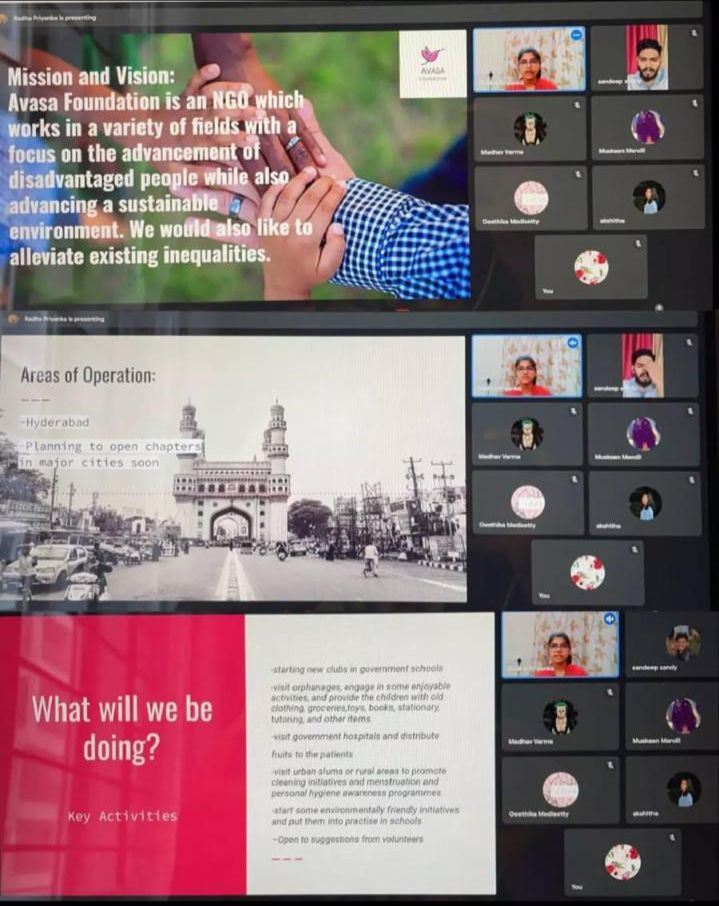 Radha Priyanka is presenting
Mission and Vision:
Avasa Foundation is an NGO which
works in a variety of fields with a
focus on the advancement of
disadvantaged people while also
advancing a sustainable
environment. We would also like to
alleviate existing inequalities.
AVASA
FOUNDATION
sandeep
Madhav Varma
Muskaan Mandil
Geethika Medisetty
akshitha
You
Radha Priyanka is presenting
Areas of Operation:
-Hyderabad
-Planning to open chapters
in major cities soon
sandeep
Madhav Varma
Muskaan Mandil
Geethika Medisetty
akshitha
You
What will we be
doing?
Key Activities
-starting new clubs in government schools
-visit orphanages, engage in some enjoyable
activities, and provide the children with old
clothing, groceries,toys, books, stationary,
tutoring, and other items.
-visit government hospitals and distribute
fruits to the patients
-visit urban slums or rural areas to promote
cleaning initiatives and menstruation and
personal hygiene awareness programmes.
-start some environmentally friendly initiatives
and put them into practise in schools
-Open to suggestions from volunteers
sandeep sandy
Madhav Varma
Muskaan Mandil
Geethika Medisetty
akshitha
You